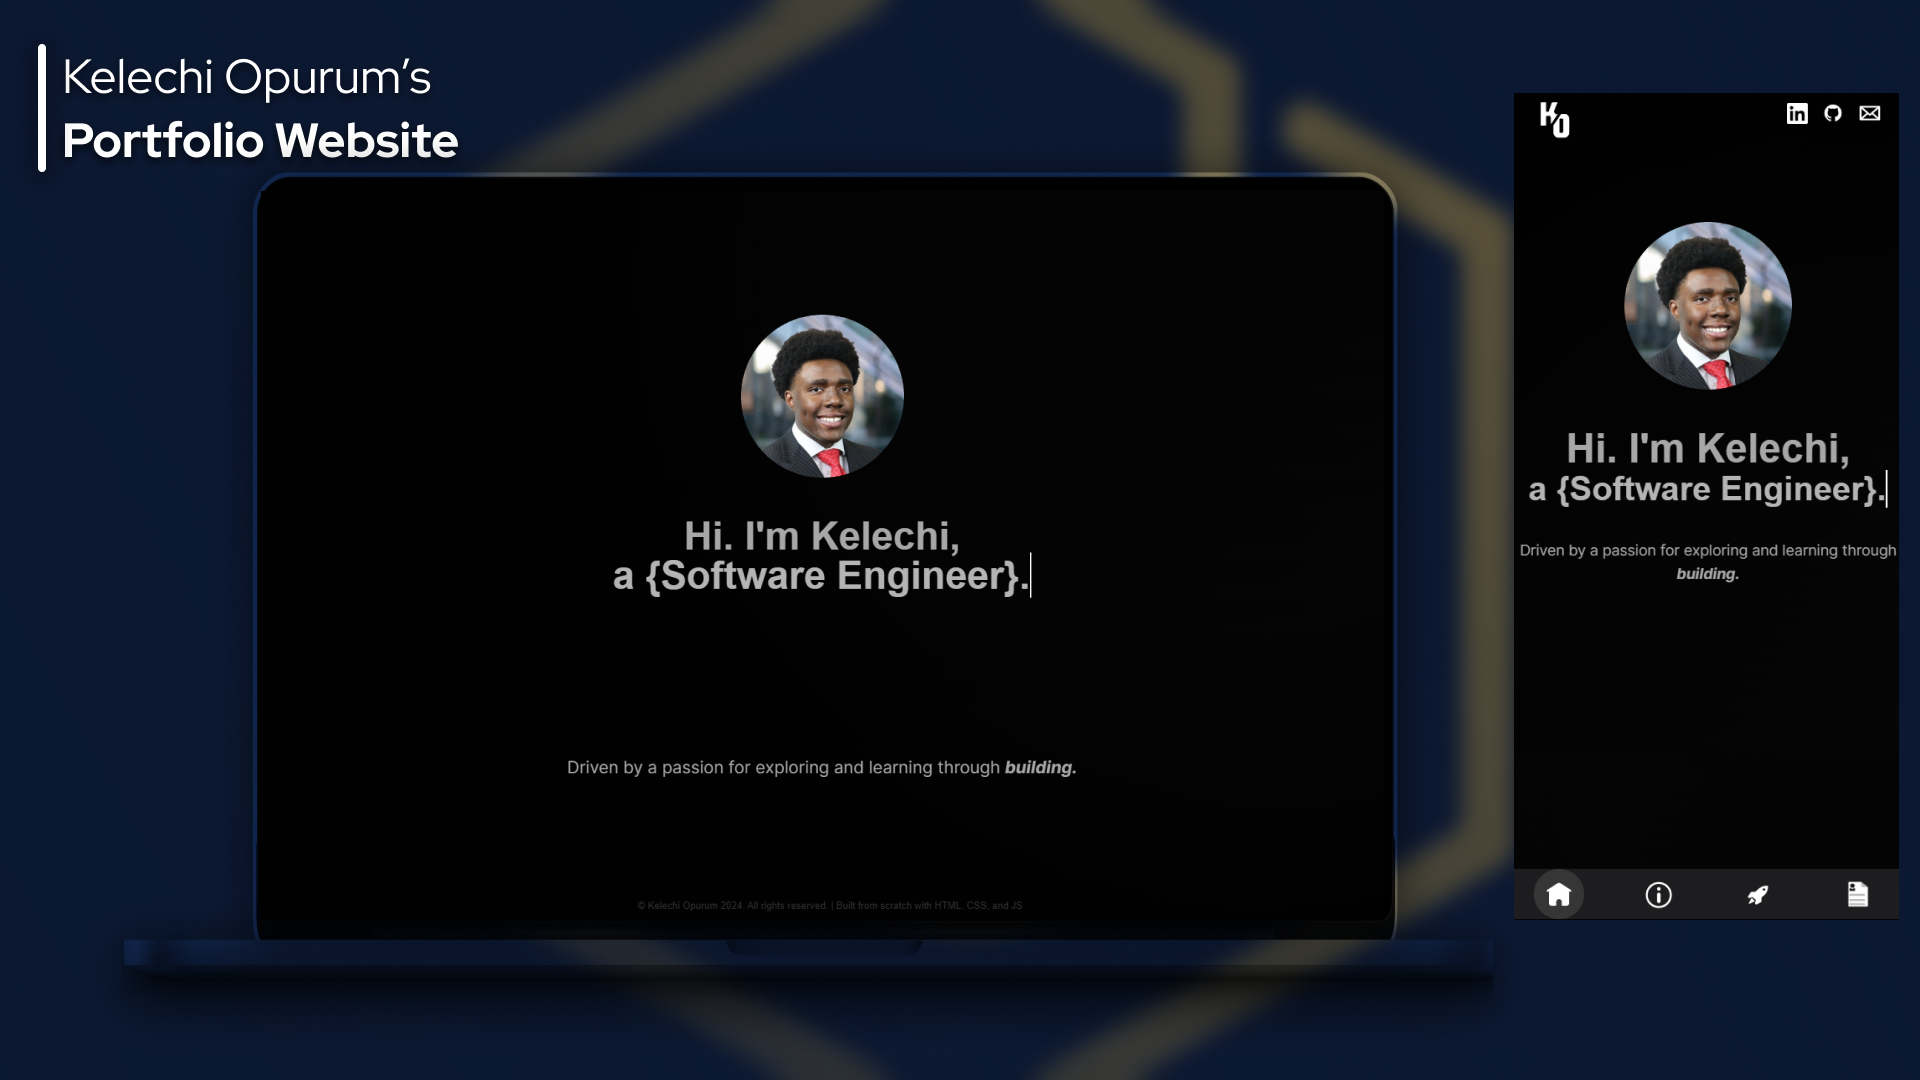 Kelechi Opurum’s
Portfolio Website
Hi. I'm Kelechi,
a {Software Engineer}.
Driven by a passion for exploring and learning through building.
© Kelechi Opurum 2024. All rights reserved. | Built from scratch with HTML, CSS, and JS
KO
in
Hi. I'm Kelechi,
a {Software Engineer}.
Driven by a passion for exploring and learning through
building.